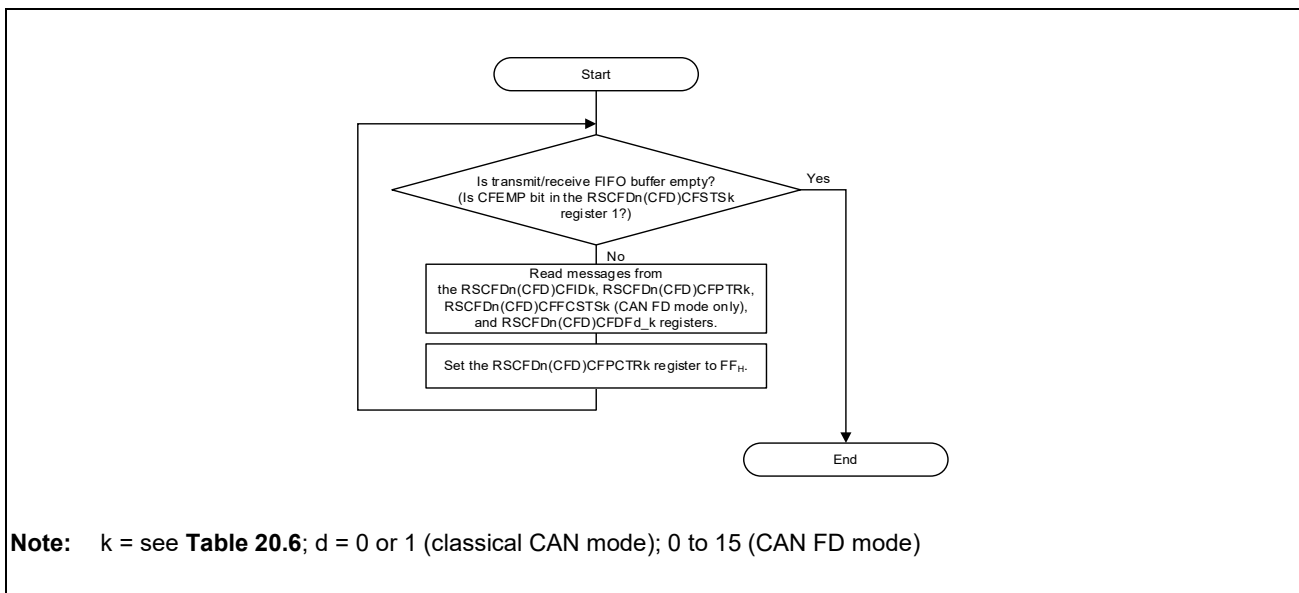 Start
Is transmit/receive FIFO buffer empty?
(Is CFEMP bit in the RSCFDn(CFD)CFSTSk
register 1?)
Yes
No
Read messages from
the RSCFDn(CFD)CFIDk, RSCFDn(CFD)CFPTRk,
RSCFDn(CFD)CFFDCSTSk (CAN FD mode only),
and RSCFDn(CFD)CFDFd_k registers.
Set the RSCFDn(CFD)CFPCTRk register to FFH.
End
Note: k = see Table 20.6; d = 0 or 1 (classical CAN mode); 0 to 15 (CAN FD mode)